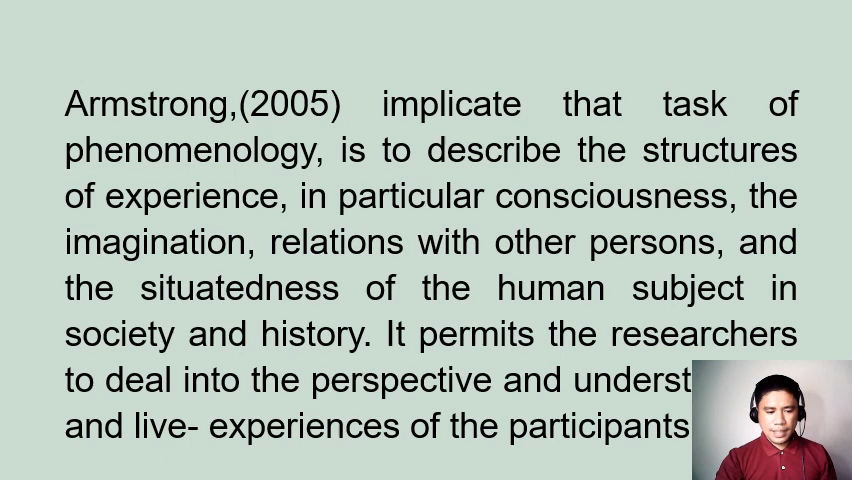 Armstrong,(2005) implicate that task of
phenomenology, is to describe the structures
of experience, in particular consciousness, the
imagination, relations with other persons, and
the situatedness of the human subject in
society and history. It permits the researchers
to deal into the perspective and underst
and live- experiences of the participants